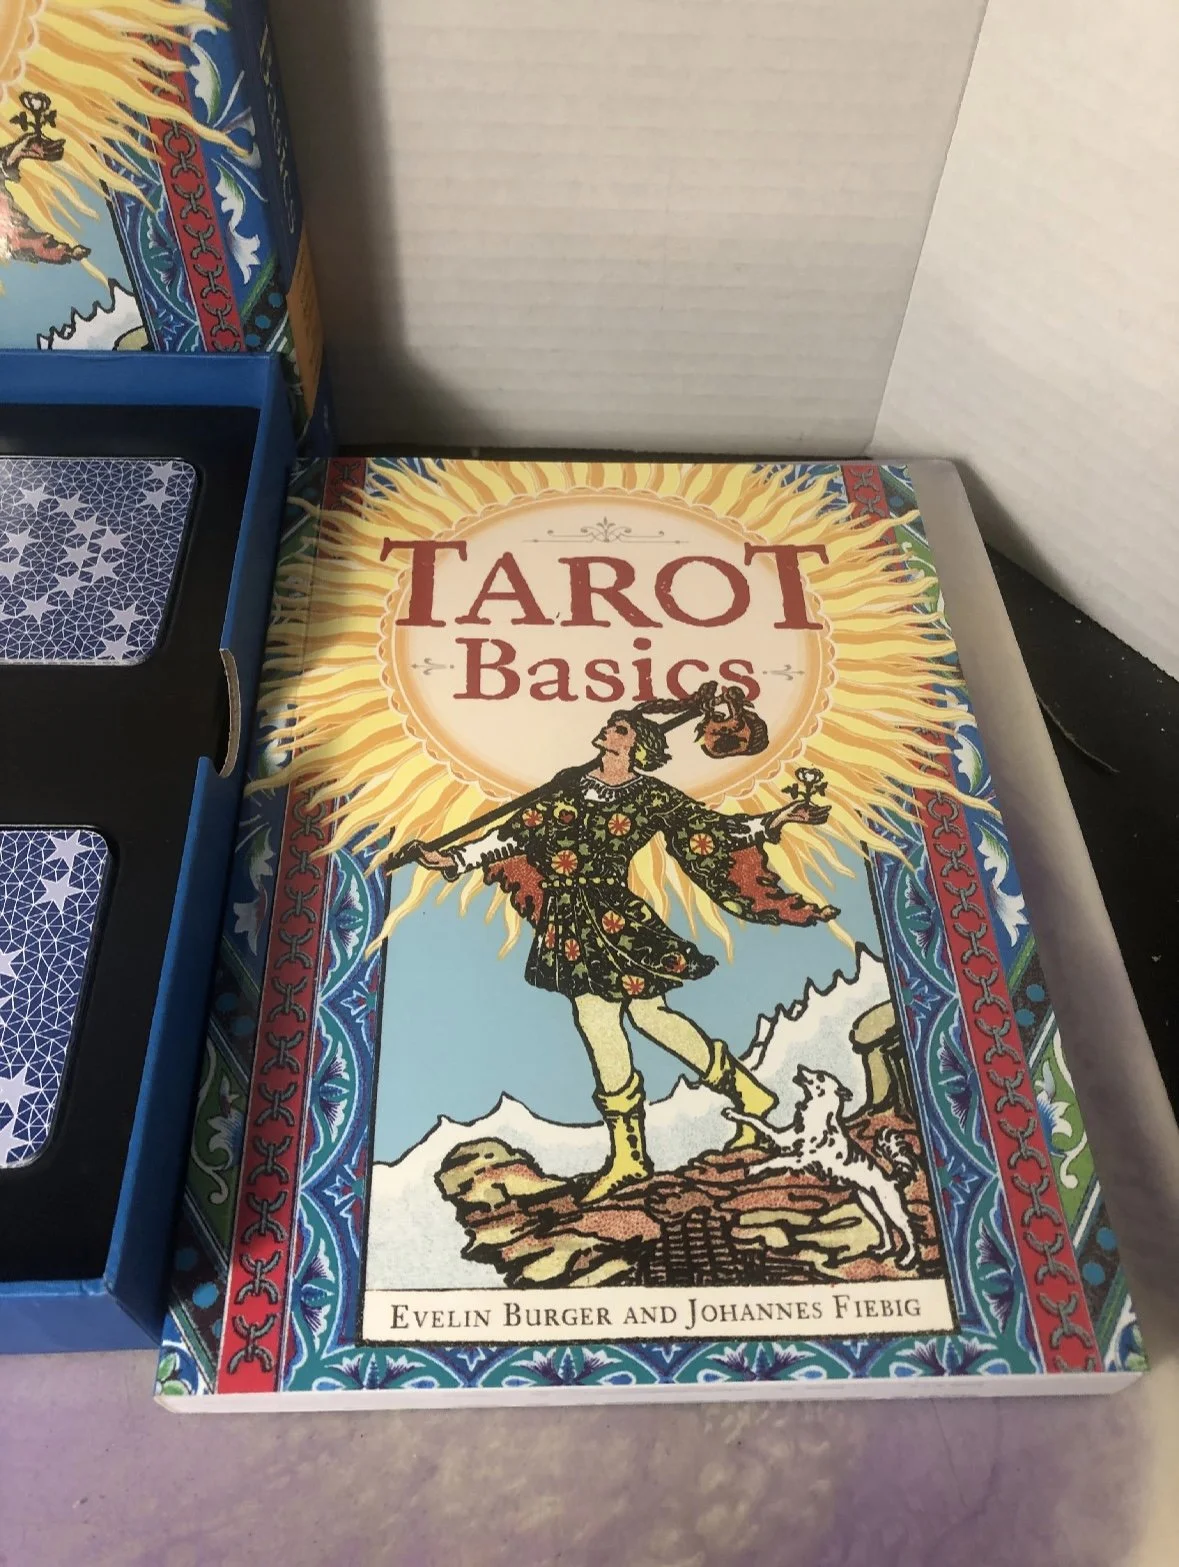 TAROT
Basics
EVELIN BURGER AND JOHANNES FIEBIG